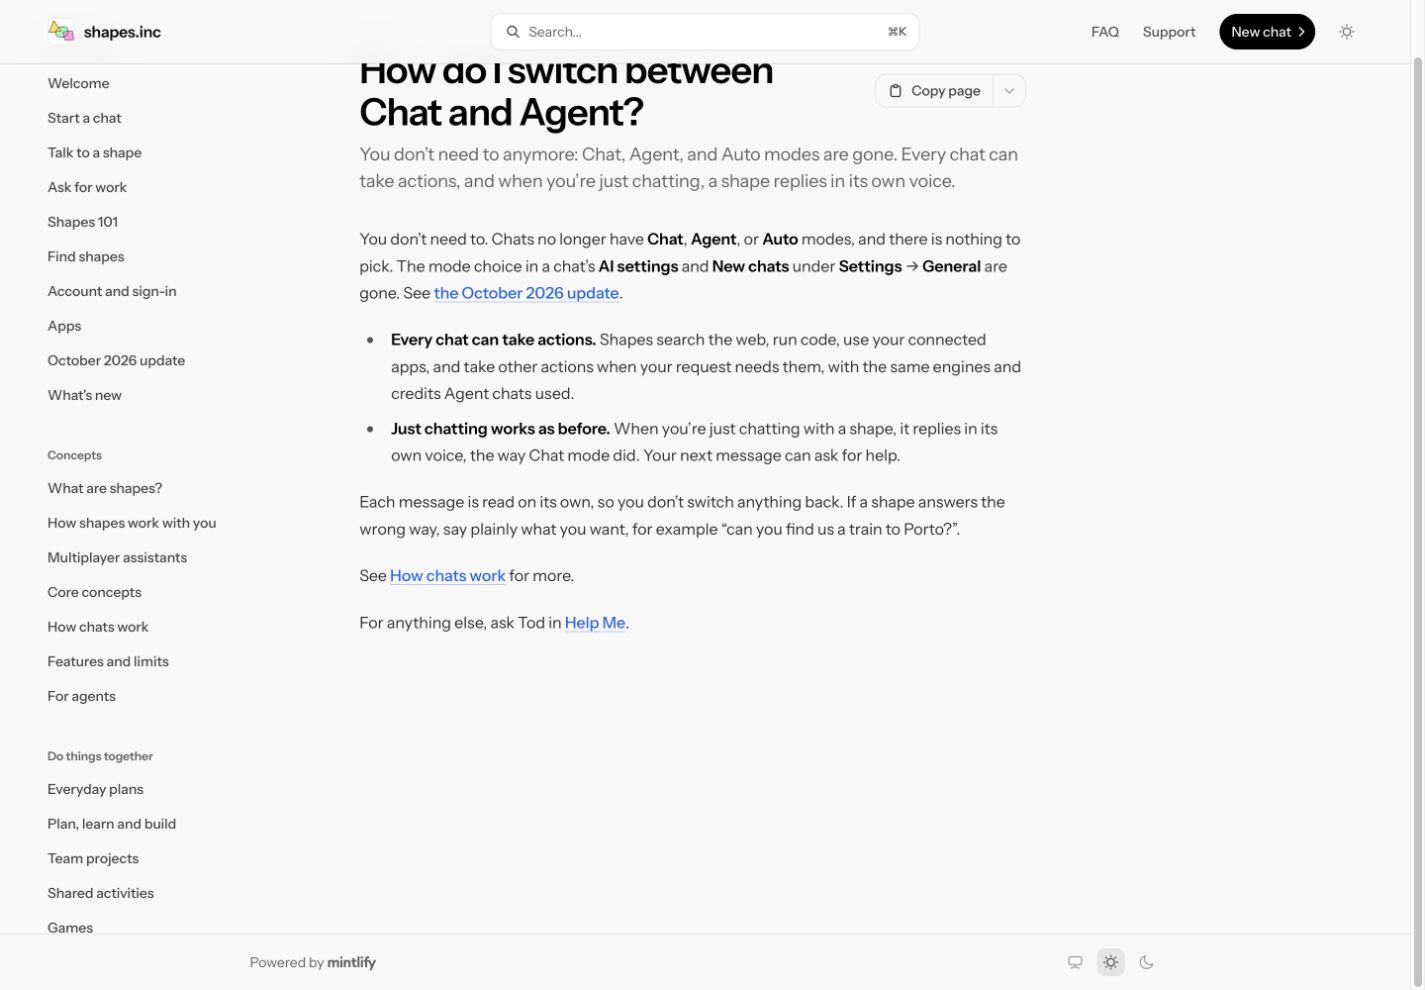 shapes.inc
Search...
⌘K
FAQ
Support
New chat
Welcome
Start a chat
Talk to a shape
Ask for work
Shapes 101
Find shapes
Account and sign-in
Apps
October 2026 update
What's new
Concepts
What are shapes?
How shapes work with you
Multiplayer assistants
Core concepts
How chats work
Features and limits
For agents
Do things together
Everyday plans
Plan, learn and build
Team projects
Shared activities
Games
How do I switch between
Chat and Agent?
Copy page
You don’t need to anymore: Chat, Agent, and Auto modes are gone. Every chat can
take actions, and when you’re just chatting, a shape replies in its own voice.
You don’t need to. Chats no longer have Chat, Agent, or Auto modes, and there is nothing to
pick. The mode choice in a chat’s AI settings and New chats under Settings → General are
gone. See the October 2026 update.
Every chat can take actions. Shapes search the web, run code, use your connected
apps, and take other actions when your request needs them, with the same engines and
credits Agent chats used.
Just chatting works as before. When you’re just chatting with a shape, it replies in its
own voice, the way Chat mode did. Your next message can ask for help.
Each message is read on its own, so you don’t switch anything back. If a shape answers the
wrong way, say plainly what you want, for example “can you find us a train to Porto?”.
See How chats work for more.
For anything else, ask Tod in Help Me.
Powered by mintlify